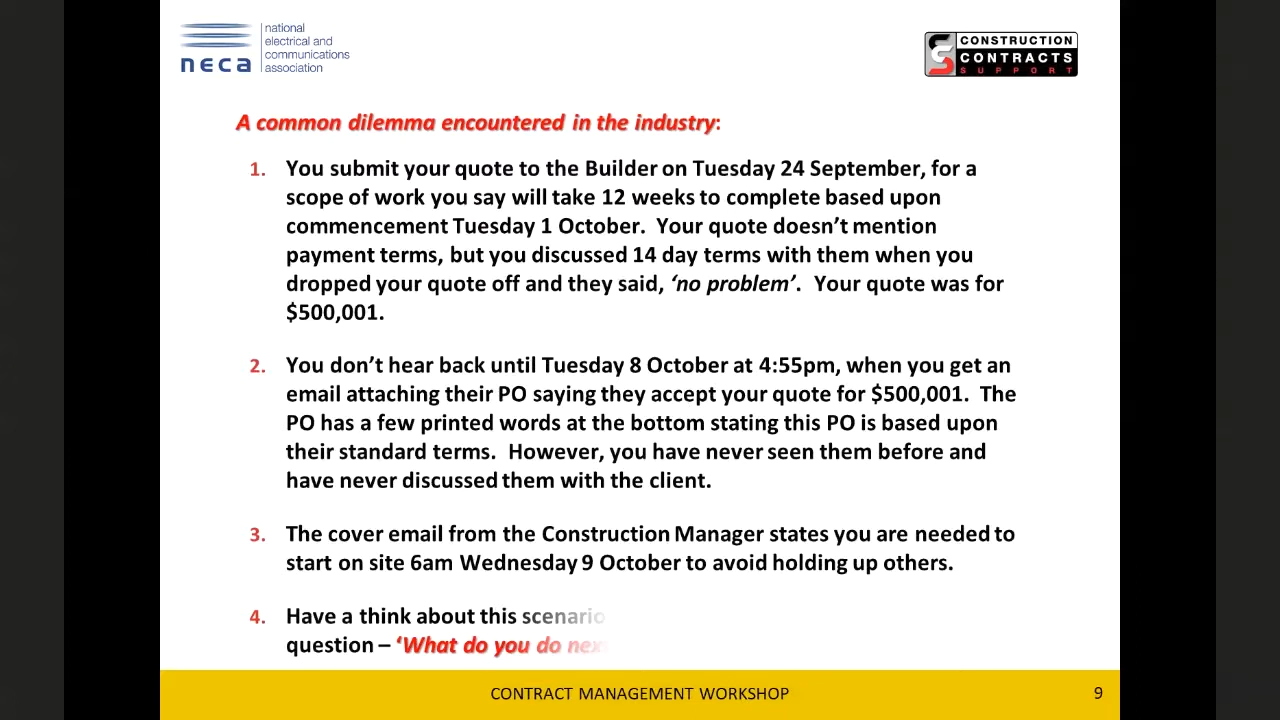 national
electrical and
communications
association
neca
CONSTRUCTION
CONTRACTS
SUPPORT
A common dilemma encountered in the industry:
1. You submit your quote to the Builder on Tuesday 24 September, for a
scope of work you say will take 12 weeks to complete based upon
commencement Tuesday 1 October. Your quote doesn't mention
payment terms, but you discussed 14 day terms with them when you
dropped your quote off and they said, 'no problem'. Your quote was for
$500,001.
2. You don't hear back until Tuesday 8 October at 4:55pm, when you get an
email attaching their PO saying they accept your quote for $500,001. The
PO has a few printed words at the bottom stating this PO is based upon
their standard terms. However, you have never seen them before and
have never discussed them with the client.
3. The cover email from the Construction Manager states you are needed to
start on site 6am Wednesday 9 October to avoid holding up others.
4. Have a think about this scenario
question – 'What do you do nex
CONTRACT MANAGEMENT WORKSHOP
9